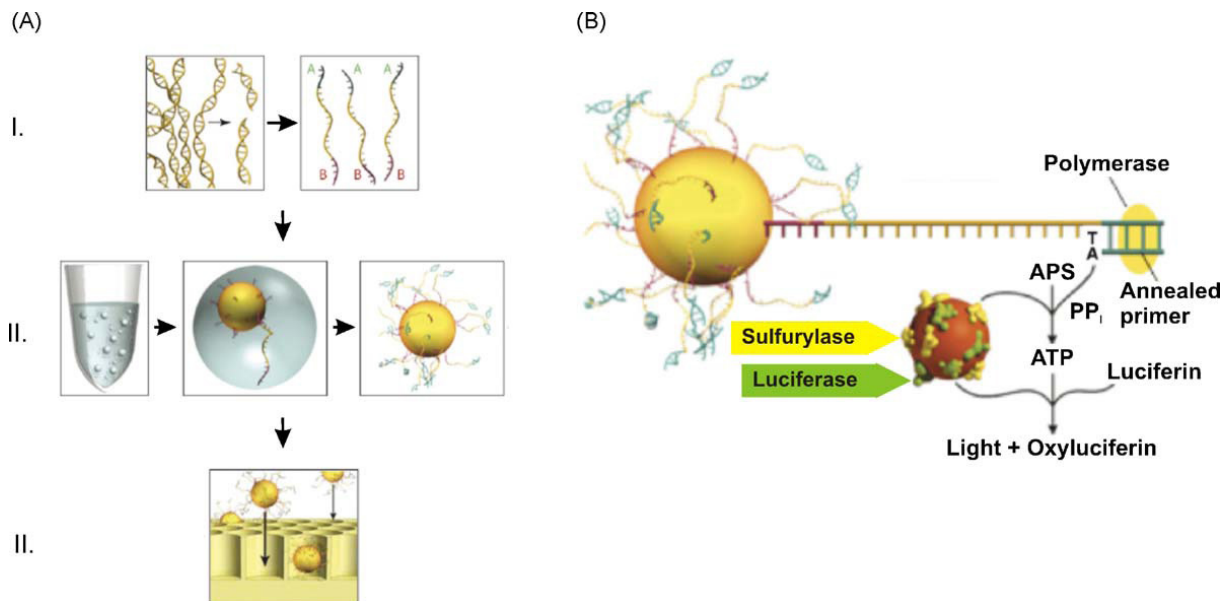 (A)
(B)
I.
A A A
B B B
II.
II.
Polymerase
T
A
APS
Annealed
primer
PPI
Sulfurylase
Luciferase
ATP
Luciferin
Light + Oxyluciferin